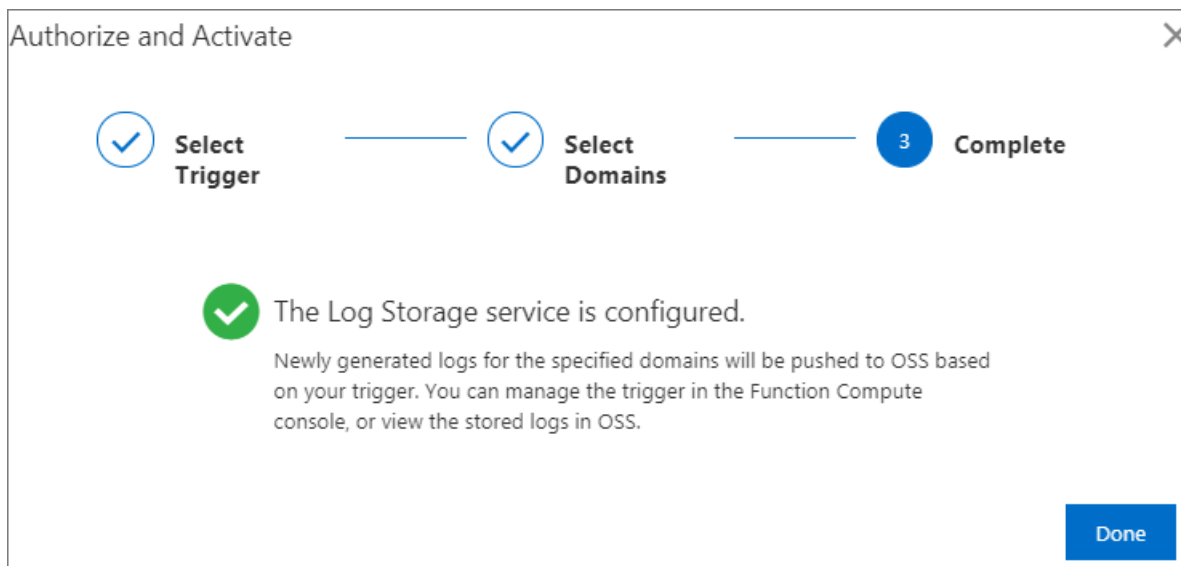 Authorize and Activate
Select
Trigger
Select
Domains
3
Complete
The Log Storage service is configured.
Newly generated logs for the specified domains will be pushed to OSS based
on your trigger. You can manage the trigger in the Function Compute
console, or view the stored logs in OSS.
Done